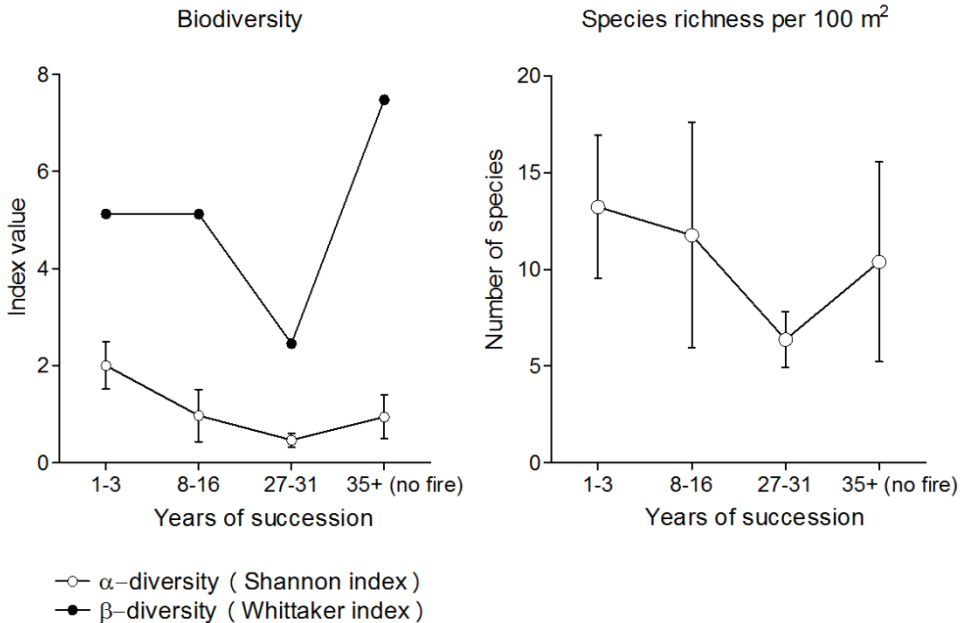 Biodiversity
8
6
4
2
0
Index value
1-3
8-16
27-31
35+ (no fire)
Years of succession
Species richness per 100 m²
20
15
10
5
0
Number of species
1-3
8-16
27-31
35+ (no fire)
Years of succession
α–diversity ( Shannon index )
β–diversity ( Whittaker index )